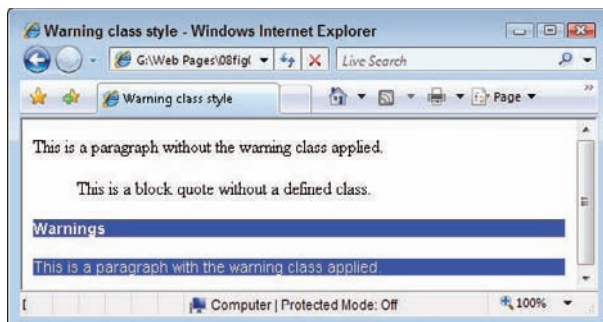 Warning class style - Windows Internet Explorer
G:\Web Pages\08figl
Live Search
Warning class style
Page
This is a paragraph without the warning class applied.
This is a block quote without a defined class.
Warnings
This is a paragraph with the warning class applied.
Computer | Protected Mode: Off
100%